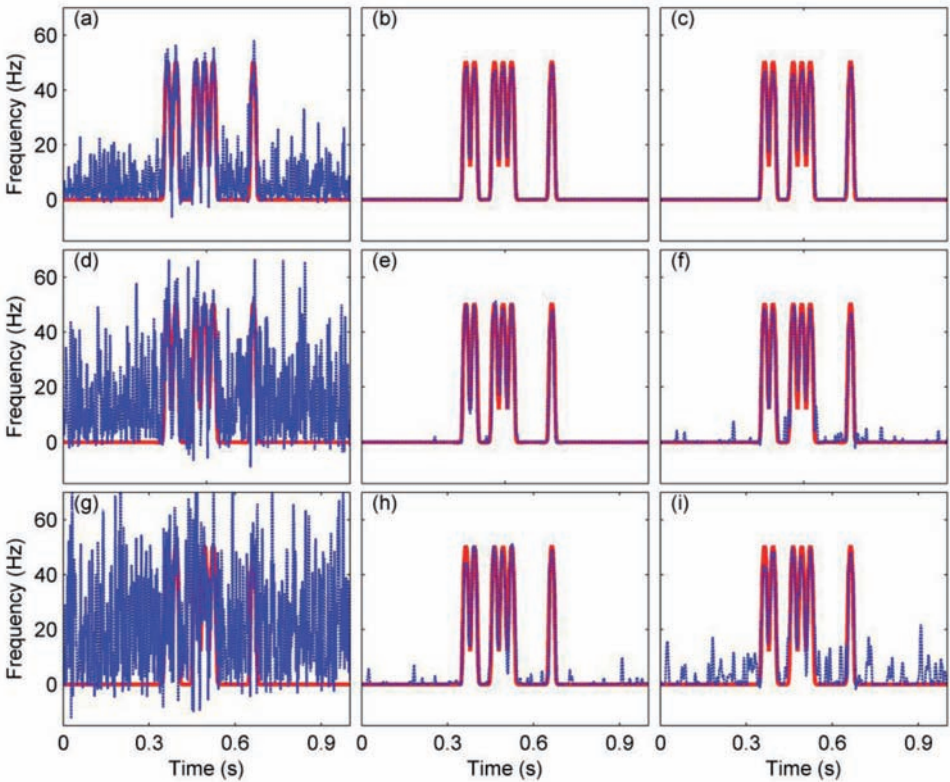 (a) (b) (c)
Frequency (Hz)
60
40
20
0
(d) (e) (f)
Frequency (Hz)
60
40
20
0
(g) (h) (i)
Frequency (Hz)
60
40
20
0
0 0.3 0.6 0.9 0 0.3 0.6 0.9 0 0.3 0.6 0.9
Time (s) Time (s) Time (s)